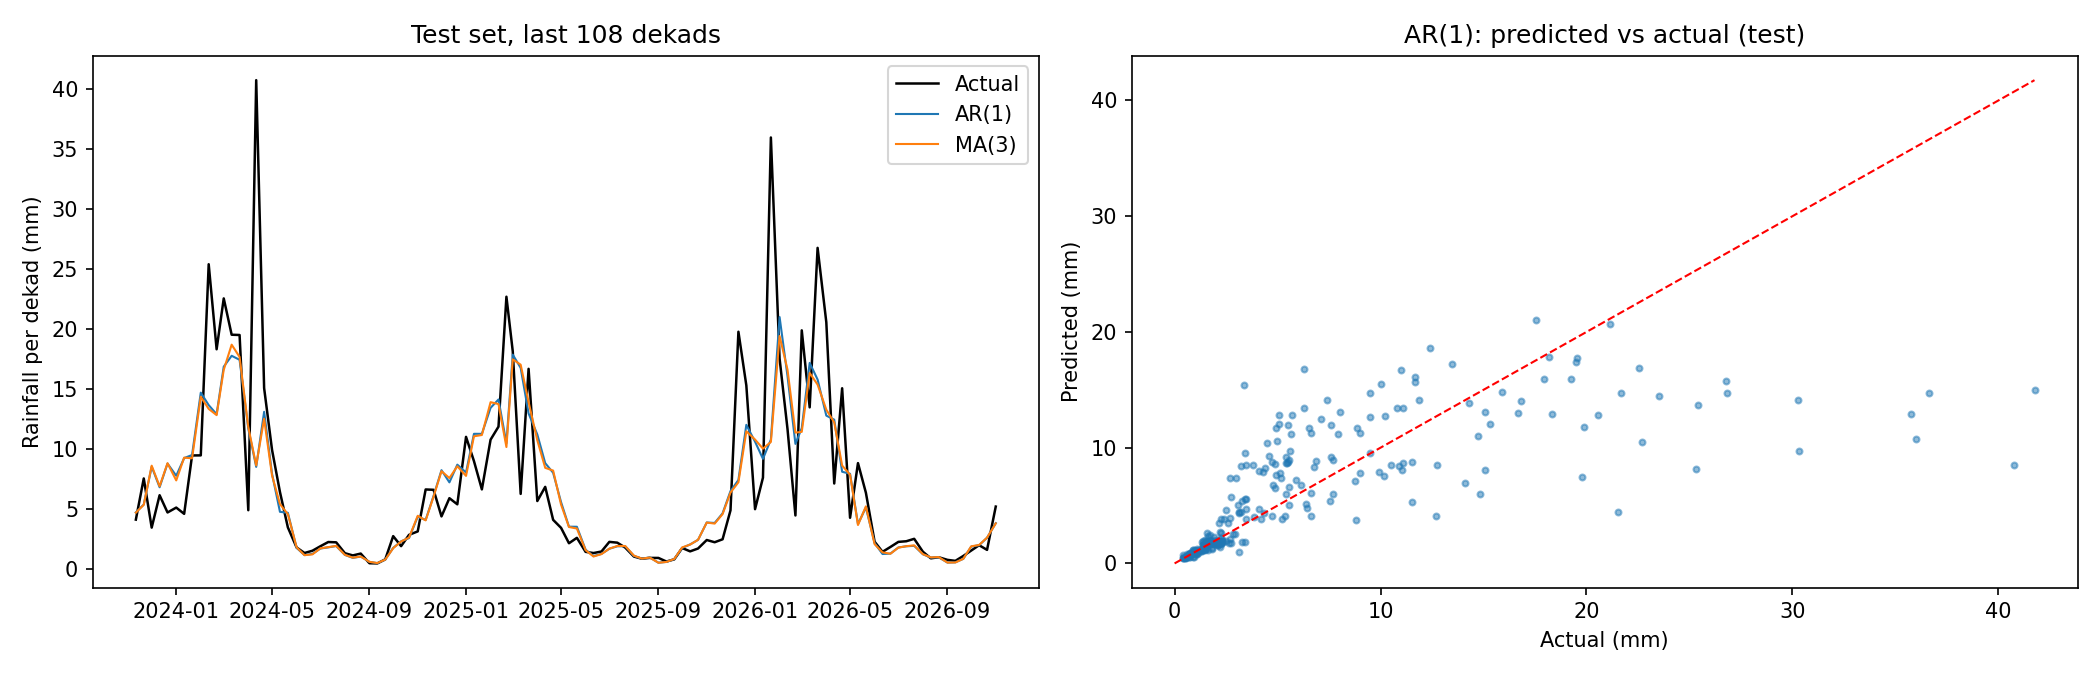 Test set, last 108 dekads
Rainfall per dekad (mm)
40
35
30
25
20
15
10
5
0
Actual
AR(1)
MA(3)
2024-01 2024-05 2024-09 2025-01 2025-05 2025-09 2026-01 2026-05 2026-09
AR(1): predicted vs actual (test)
Predicted (mm)
40
30
20
10
0
0 10 20 30 40
Actual (mm)